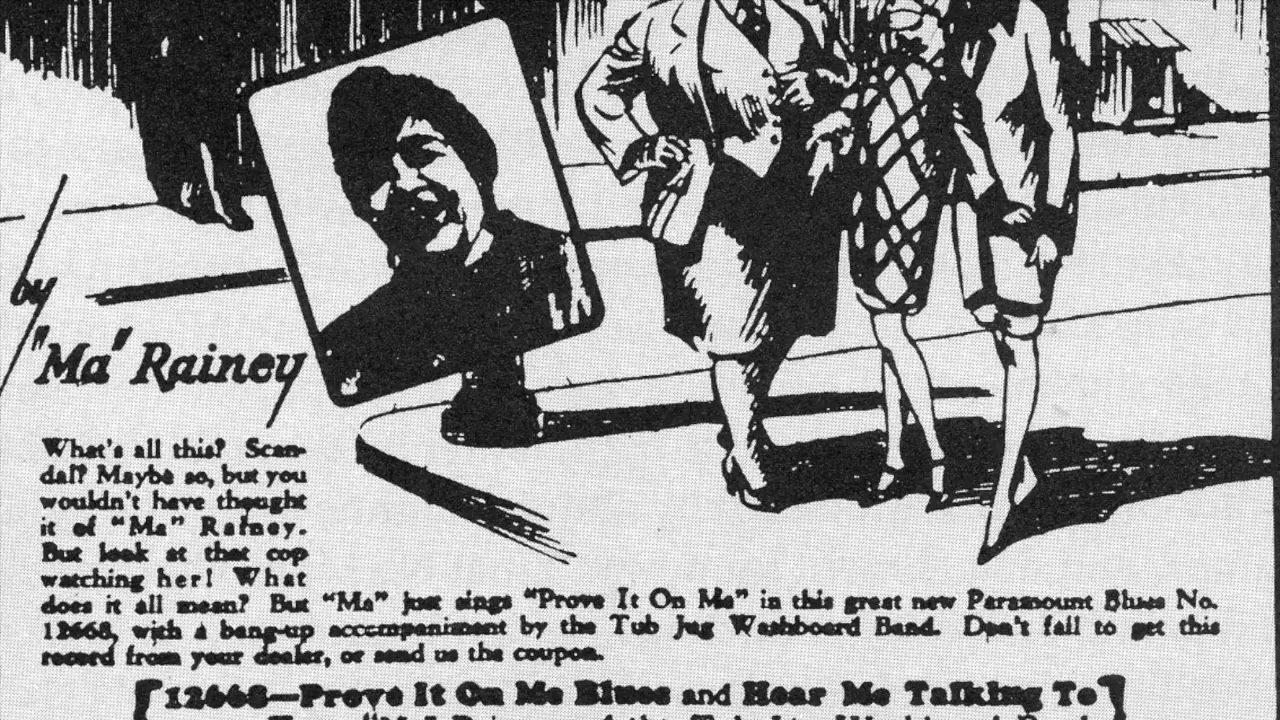 by
"Ma" Rainey
What's all this? Scan-
dal? Maybe so, but you
wouldn't have thought
it of "Ma" Rainey.
But look at that cop
watching her! What
does it all mean? But "Ma" just sings "Prove It On Me" in this great new Paramount Blues No.
12668, with a bang-up accompaniment by the Tub Jug Washboard Band. Don't fail to get this
record from your dealer, or send us the coupon.
12668—Prove It On Me Blues and Hear Me Talking To